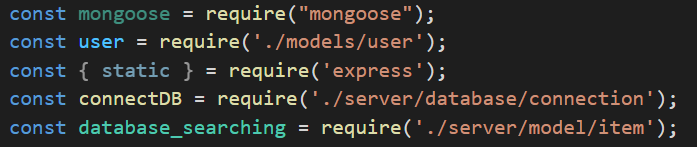 const mongoose = require("mongoose");
const user = require('./models/user');
const { static } = require('express');
const connectDB = require('./server/database/connection');
const database_searching = require('./server/model/item');